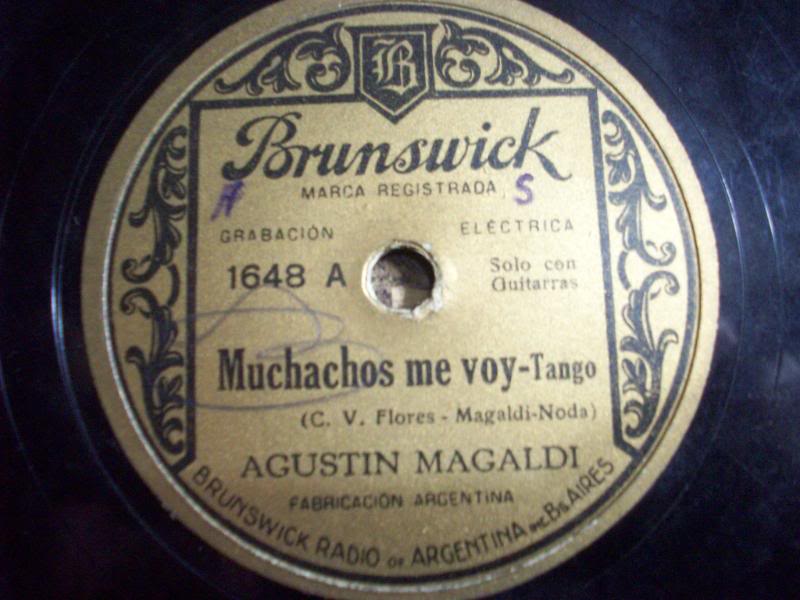 B
Brunswick
MARCA REGISTRADA
A S
GRABACIÓN ELÉCTRICA
1648 A
Solo con
Guitarras
Muchachos me voy-Tango
(C. V. Flores - Magaldi-Noda)
AGUSTIN MAGALDI
FABRICACIÓN ARGENTINA
BRUNSWICK RADIO OF ARGENTINA INC. Bs AIRES